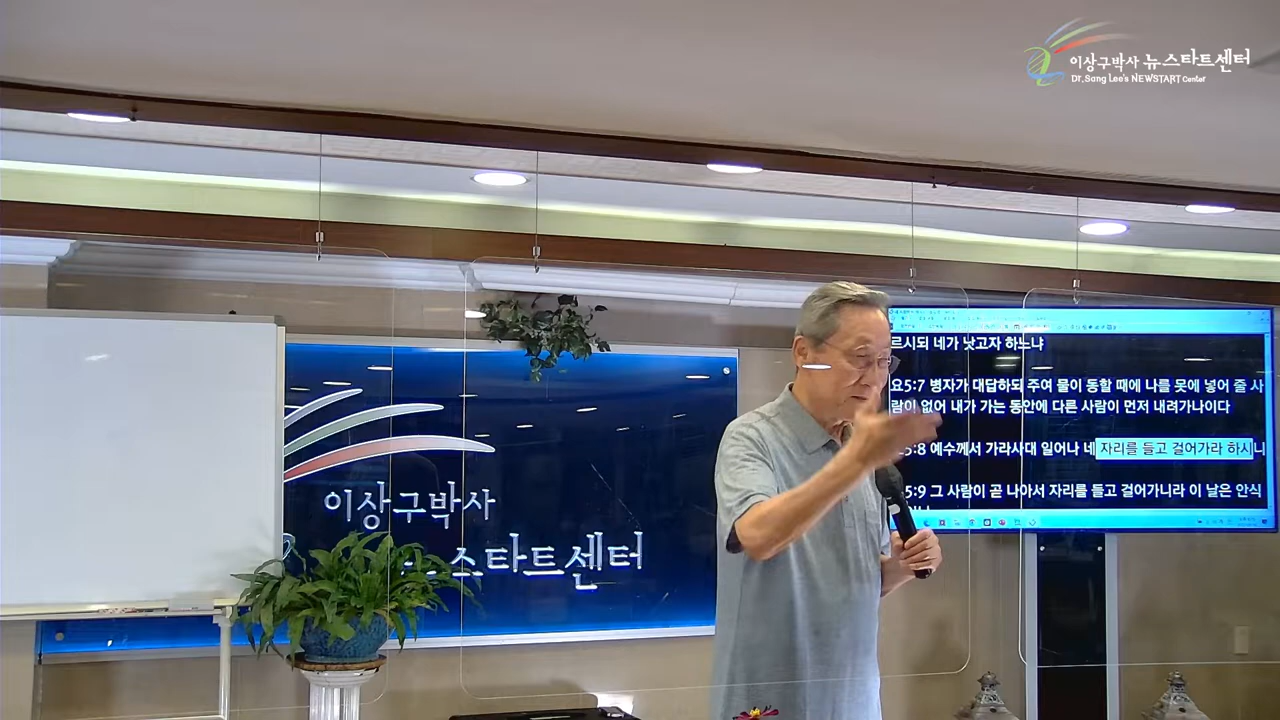 이상구박사 뉴스타트센터
Dr. Sang Lee's NEWSTART Center
르시되 네가 낫고자 하느냐
요5:7 병자가 대답하되 주여 물이 동할 때에 나를 못에 넣어 줄 사
람이 없어 내가 가는 동안에 다른 사람이 먼저 내려가나이다
5:8 예수께서 가라사대 일어나 네 자리를 들고 걸어가라 하시니
5:9 그 사람이 곧 나아서 자리를 들고 걸어가니라 이 날은 안식
이상구박사
스타트센터